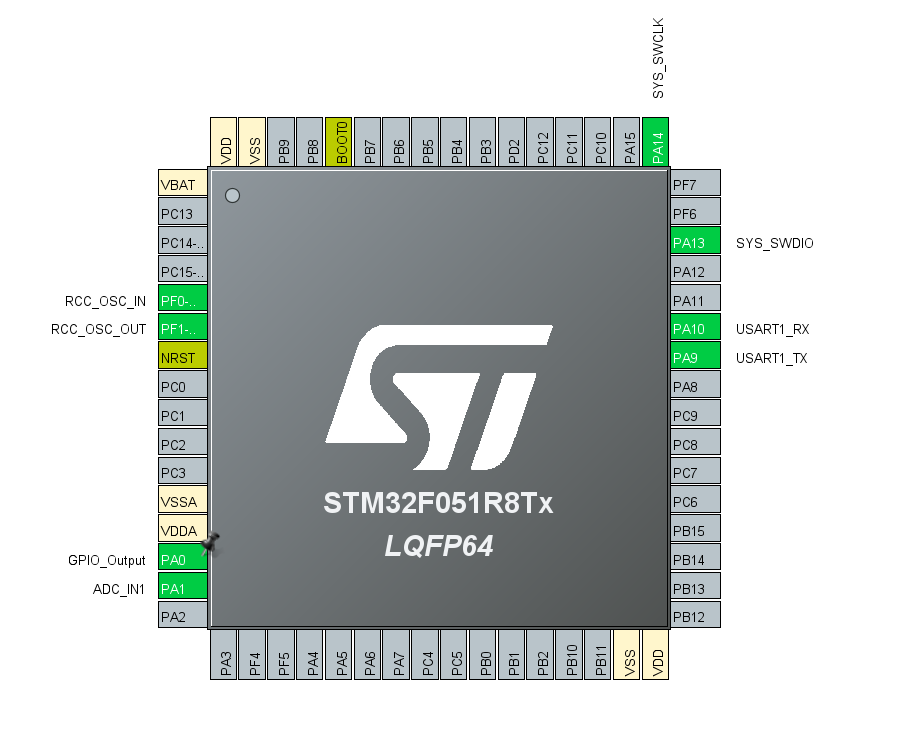 SYS_SWCLK
VDD
VSS
PB9
PB8
BOOT0
PB7
PB6
PB5
PB4
PB3
PD2
PC12
PC11
PC10
PA15
PA14
VBAT
PC13
PC14-..
PC15-..
RCC_OSC_IN PF0-..
RCC_OSC_OUT PF1-..
NRST
PC0
PC1
PC2
PC3
VSSA
VDDA
GPIO_Output PA0
ADC_IN1 PA1
PA2
PF7
PF6
PA13 SYS_SWDIO
PA12
PA11
PA10 USART1_RX
PA9 USART1_TX
PA8
PC9
PC8
PC7
PC6
PB15
PB14
PB13
PB12
ST
STM32F051R8Tx
LQFP64
PA3
PF4
PF5
PA4
PA5
PA6
PA7
PC4
PC5
PB0
PB1
PB2
PB10
PB11
VSS
VDD